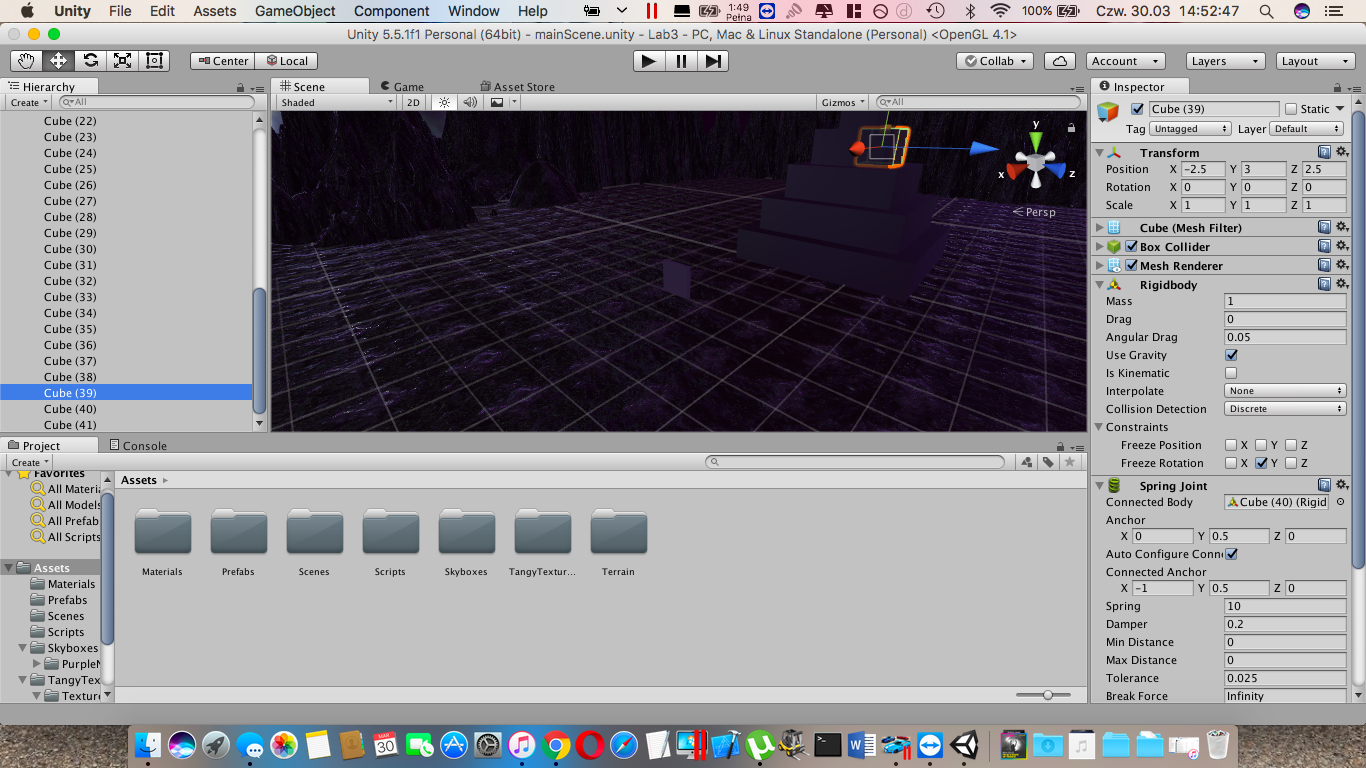 Unity File Edit Assets GameObject Component Window Help 1:49 Pełna 100% Czw. 30.03 14:52:47
Unity 5.5.1f1 Personal (64bit) - mainScene.unity - Lab3 - PC, Mac & Linux Standalone (Personal) <OpenGL 4.1>
Center Local Collab Account Layers Layout
Hierarchy
Create All
Cube (22)
Cube (23)
Cube (24)
Cube (25)
Cube (26)
Cube (27)
Cube (28)
Cube (29)
Cube (30)
Cube (31)
Cube (32)
Cube (33)
Cube (34)
Cube (35)
Cube (36)
Cube (37)
Cube (38)
Cube (39)
Cube (40)
Cube (41)
Scene Game Asset Store
Shaded 2D Gizmos All
y
x z
Persp
Inspector
Cube (39) Static
Tag Untagged Layer Default
Transform
Position X -2.5 Y 3 Z 2.5
Rotation X 0 Y 0 Z 0
Scale X 1 Y 1 Z 1
Cube (Mesh Filter)
Box Collider
Mesh Renderer
Rigidbody
Mass 1
Drag 0
Angular Drag 0.05
Use Gravity
Is Kinematic
Interpolate None
Collision Detection Discrete
Constraints
Freeze Position X Y Z
Freeze Rotation X Y Z
Spring Joint
Connected Body Cube (40) (Rigid
Anchor
X 0 Y 0.5 Z 0
Auto Configure Conne
Connected Anchor
X -1 Y 0.5 Z 0
Spring 10
Damper 0.2
Min Distance 0
Max Distance 0
Tolerance 0.025
Break Force Infinity
Project Console
Create
Favorites
All Materia
All Models
All Prefab
All Scripts
Assets
Materials
Prefabs
Scenes
Scripts
Skyboxes
PurpleN
TangyTex
Texture
Assets
Materials Prefabs Scenes Scripts Skyboxes TangyTextur... Terrain
MAR
30